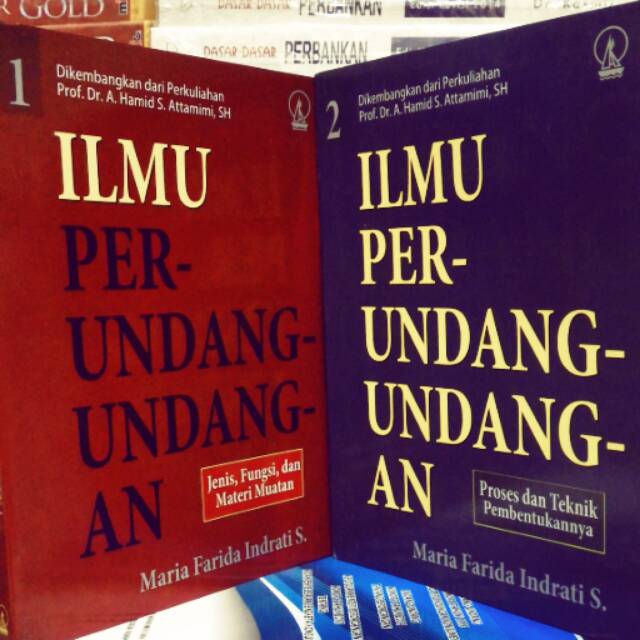 R GOLD
DASAR-DASAR PERBANKAN
DASAR-DASAR PERBANKAN
1
Dikembangkan dari Perkuliahan
Prof. Dr. A. Hamid S. Attamimi, SH
ILMU
PER-
UNDANG-
UNDANG-
AN
Jenis, Fungsi, dan
Materi Muatan
Maria Farida Indrati S.
2
Dikembangkan dari Perkuliahan
Prof. Dr. A. Hamid S. Attamimi, SH
ILMU
PER-
UNDANG-
UNDANG-
AN
Proses dan Teknik
Pembentukannya
Maria Farida Indrati S.